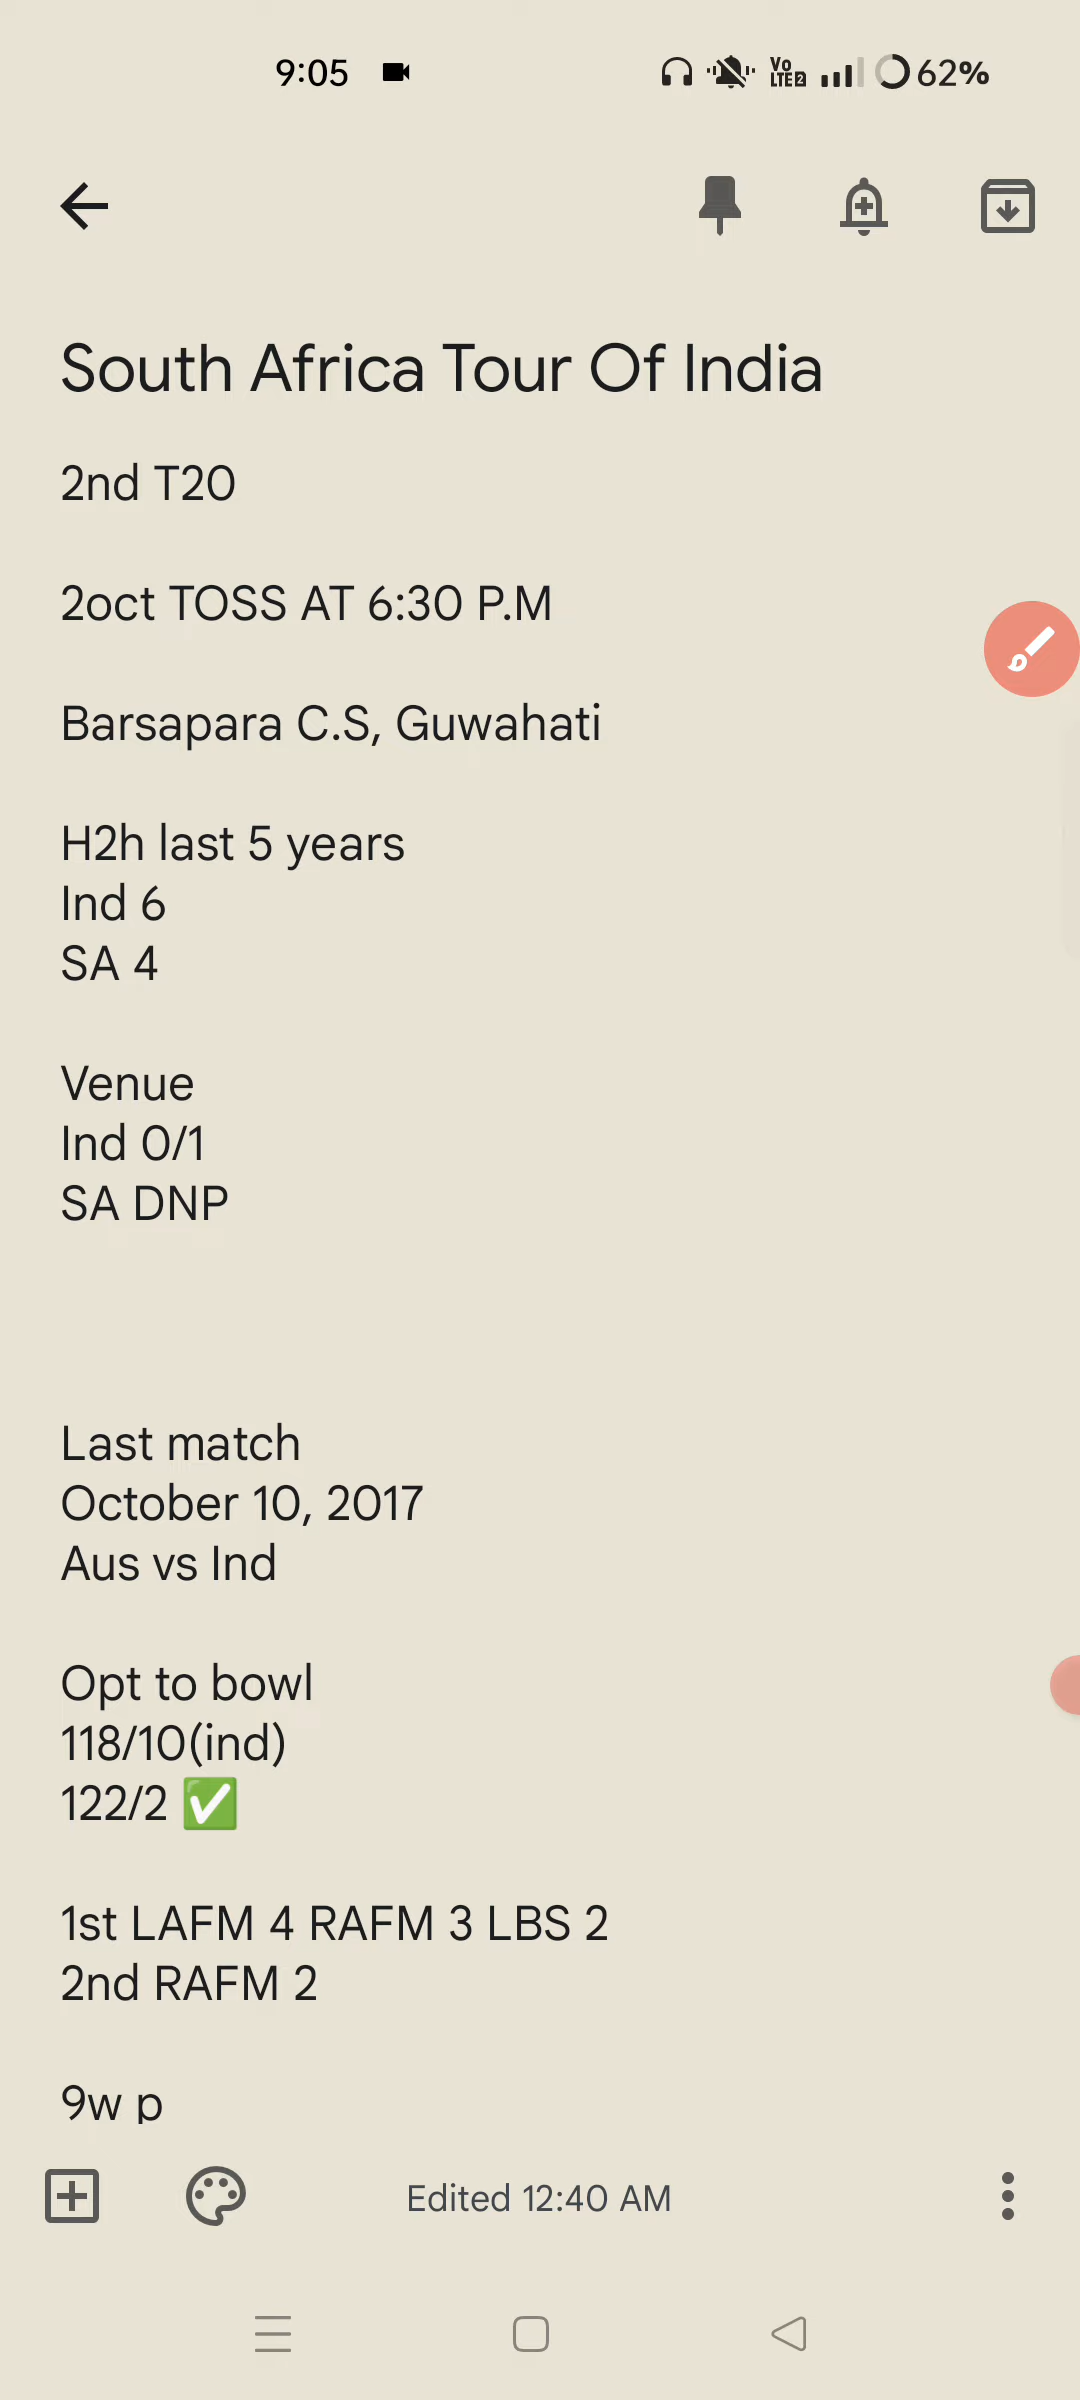 9:05 Vo LTE 2 62%
South Africa Tour Of India
2nd T20
2oct TOSS AT 6:30 P.M
Barsapara C.S, Guwahati
H2h last 5 years
Ind 6
SA 4
Venue
Ind 0/1
SA DNP
Last match
October 10, 2017
Aus vs Ind
Opt to bowl
118/10(ind)
122/2 ✅
1st LAFM 4 RAFM 3 LBS 2
2nd RAFM 2
9w p
Edited 12:40 AM